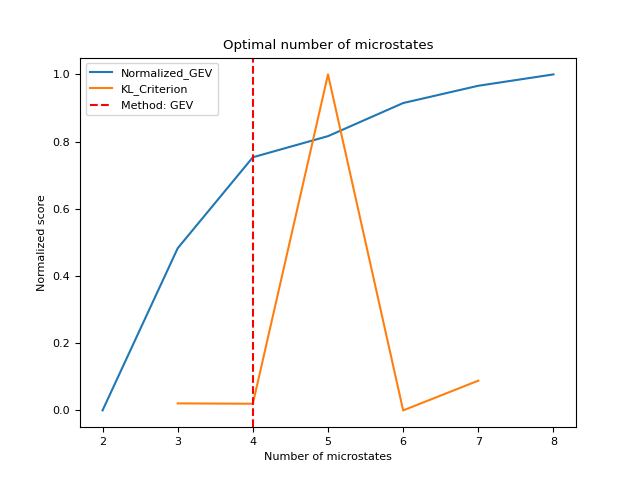 Optimal number of microstates
Normalized_GEV
KL_Criterion
Method: GEV
1.0
0.8
0.6
0.4
0.2
0.0
Normalized score
2 3 4 5 6 7 8
Number of microstates